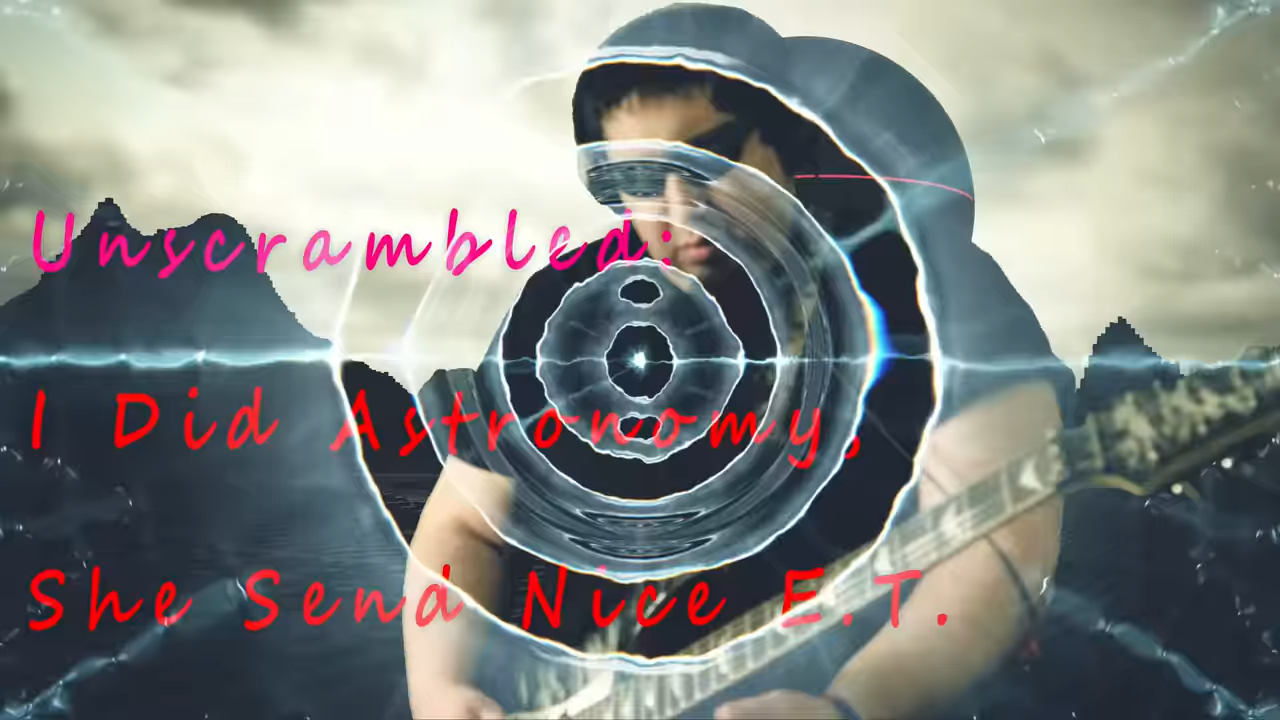 Unscrambled:
I Did Astronomy,
She Send Nice E.T.